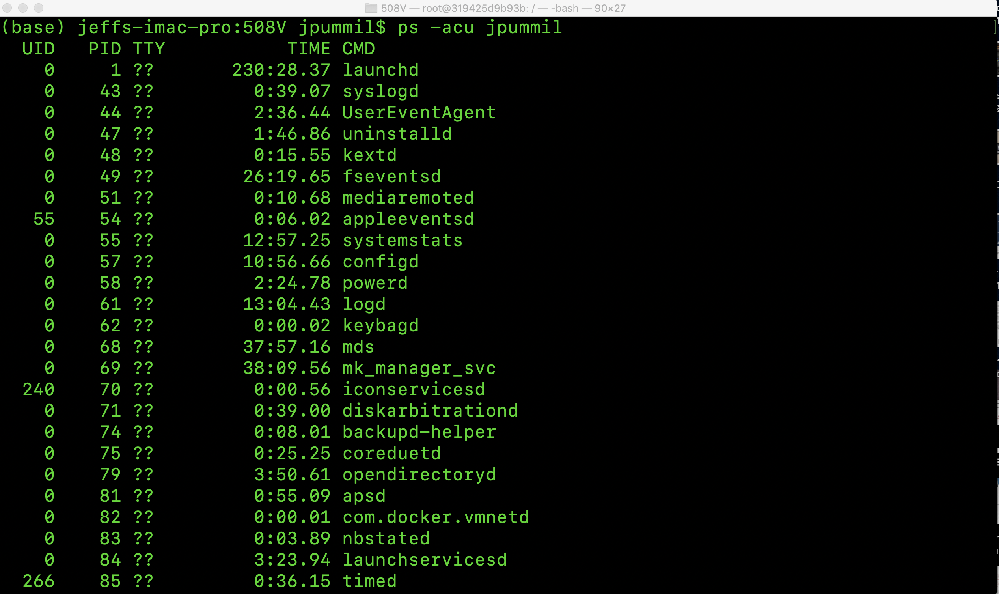 508V — root@319425d9b93b: / — -bash — 90×27
(base) jeffs-imac-pro:508V jpummil$ ps -acu jpummil
  UID   PID TTY           TIME CMD
    0     1 ??       230:28.37 launchd
    0    43 ??         0:39.07 syslogd
    0    44 ??         2:36.44 UserEventAgent
    0    47 ??         1:46.86 uninstalld
    0    48 ??         0:15.55 kextd
    0    49 ??        26:19.65 fseventsd
    0    51 ??         0:10.68 mediaremoted
   55    54 ??         0:06.02 appleeventsd
    0    55 ??        12:57.25 systemstats
    0    57 ??        10:56.66 configd
    0    58 ??         2:24.78 powerd
    0    61 ??        13:04.43 logd
    0    62 ??         0:00.02 keybagd
    0    68 ??        37:57.16 mds
    0    69 ??        38:09.56 mk_manager_svc
  240    70 ??         0:00.56 iconservicesd
    0    71 ??         0:39.00 diskarbitrationd
    0    74 ??         0:08.01 backupd-helper
    0    75 ??         0:25.25 coreduetd
    0    79 ??         3:50.61 opendirectoryd
    0    81 ??         0:55.09 apsd
    0    82 ??         0:00.01 com.docker.vmnetd
    0    83 ??         0:03.89 nbstated
    0    84 ??         3:23.94 launchservicesd
  266    85 ??         0:36.15 timed